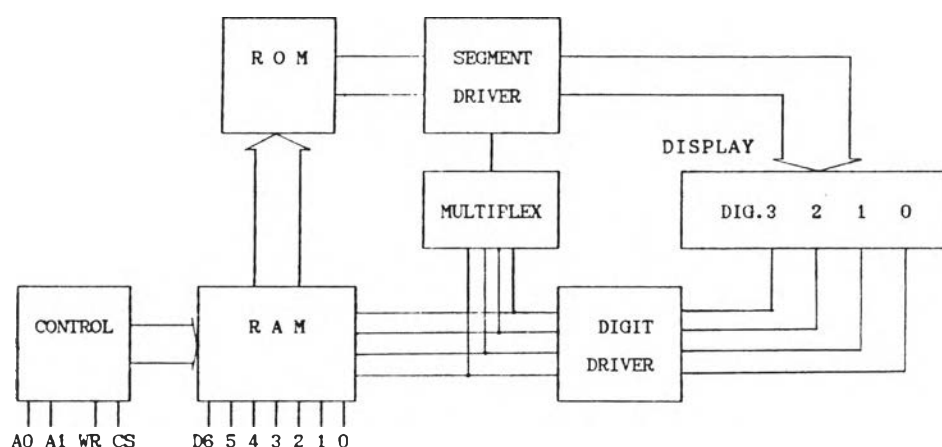 R O M
SEGMENT
DRIVER
DISPLAY
MULTIPLEX
DIG.3 2 1 0
CONTROL
R A M
DIGIT
DRIVER
A0 A1 WR CS D6 5 4 3 2 1 0